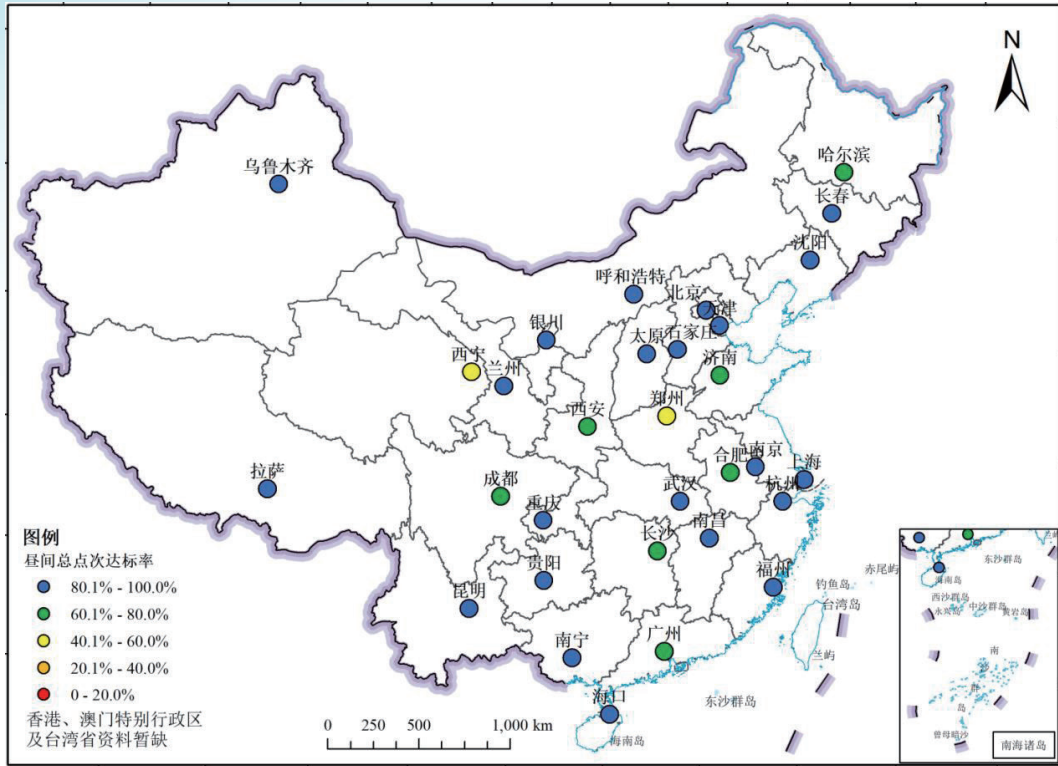 N
哈尔滨
乌鲁木齐
长春
沈阳
呼和浩特
北京
天津
银川
太原
石家庄
西宁
兰州
济南
郑州
西安
南京
合肥
上海
拉萨
成都
武汉
杭州
重庆
南昌
长沙
贵阳
福州
昆明
赤尾屿
钓鱼岛
台湾岛
广州
南宁
兰屿
东沙群岛
海口
海南岛
图例
昼间总点次达标率
80.1% - 100.0%
60.1% - 80.0%
40.1% - 60.0%
20.1% - 40.0%
0 - 20.0%
香港、澳门特别行政区
及台湾省资料暂缺
0 250 500 1,000 km
东沙群岛
海南岛
西沙群岛
中沙群岛
永兴岛
黄岩岛
南
沙
群
岛
曾母暗沙
南海诸岛